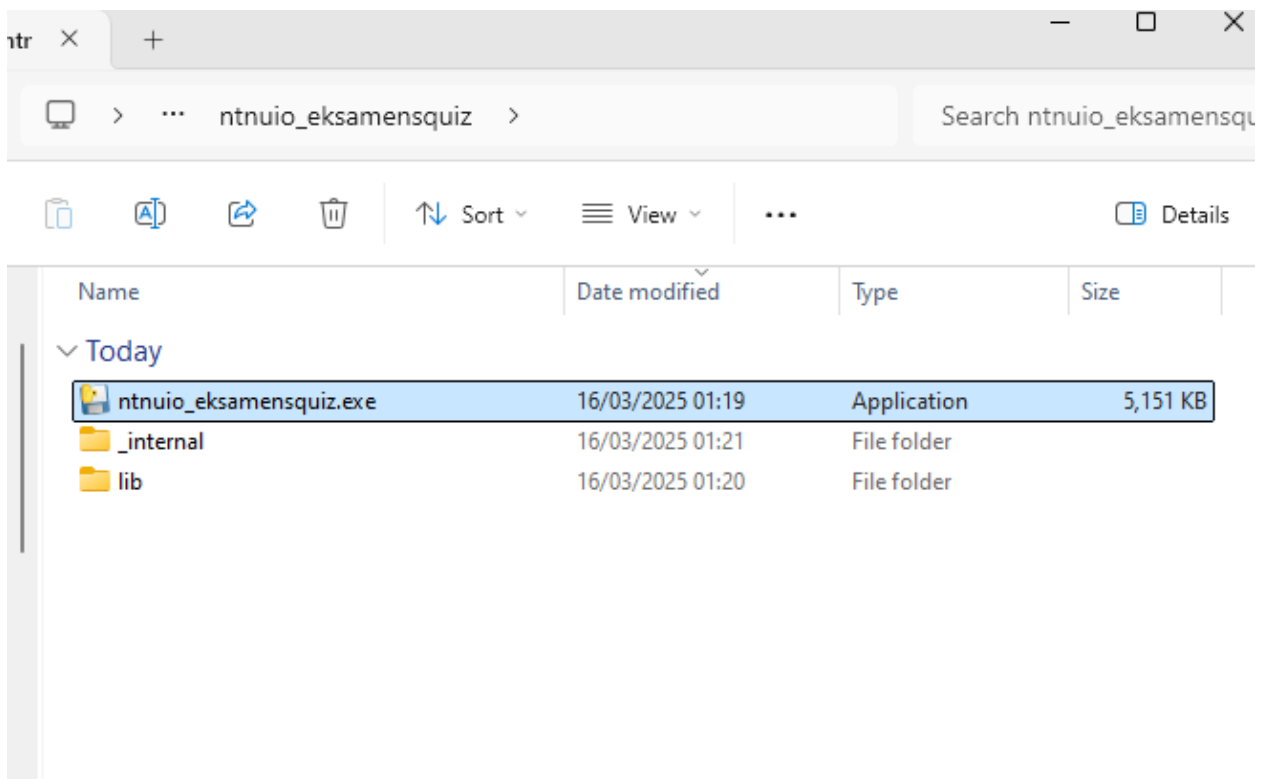 ntr
ntnuio_eksamensquiz
Search ntnuio_eksamensqu
Sort
View
Details
Name Date modified Type Size
Today
ntnuio_eksamensquiz.exe 16/03/2025 01:19 Application 5,151 KB
_internal 16/03/2025 01:21 File folder
lib 16/03/2025 01:20 File folder